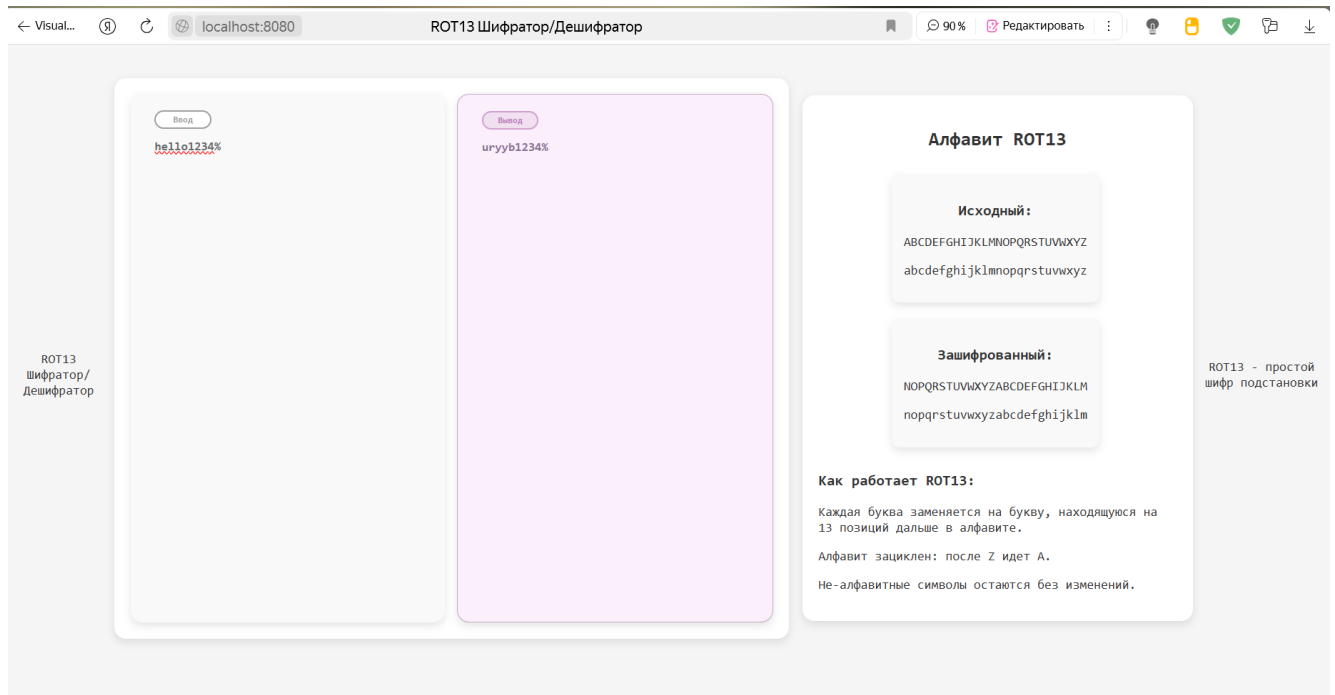 ← Visual...
localhost:8080
ROT13 Шифратор/Дешифратор
90 %
Редактировать
ROT13
Шифратор/
Дешифратор
Ввод
hello1234%
Вывод
uryyb1234%
Алфавит ROT13
Исходный:
ABCDEFGHIJKLMNOPQRSTUVWXYZ
abcdefghijklmnopqrstuvwxyz
Зашифрованный:
NOPQRSTUVWXYZABCDEFGHIJKLM
nopqrstuvwxyzabcdefghijklm
Как работает ROT13:
Каждая буква заменяется на букву, находящуюся на
13 позиций дальше в алфавите.
Алфавит зациклен: после Z идет A.
Не-алфавитные символы остаются без изменений.
ROT13 - простой
шифр подстановки